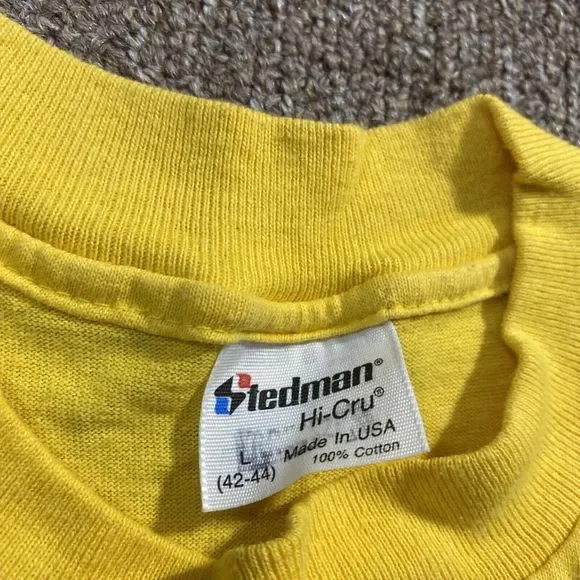 Stedman®
Hi-Cru®
L Made In USA
(42-44) 100% Cotton